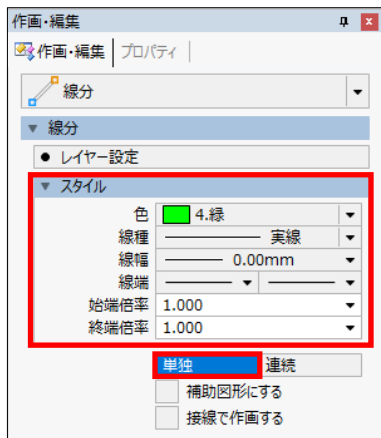 作画・編集
作画・編集 プロパティ
線分
線分
レイヤー設定
スタイル
色 4.緑
線種 実線
線幅 0.00mm
線端
始端倍率 1.000
終端倍率 1.000
単独 連続
補助図形にする
接線で作画する